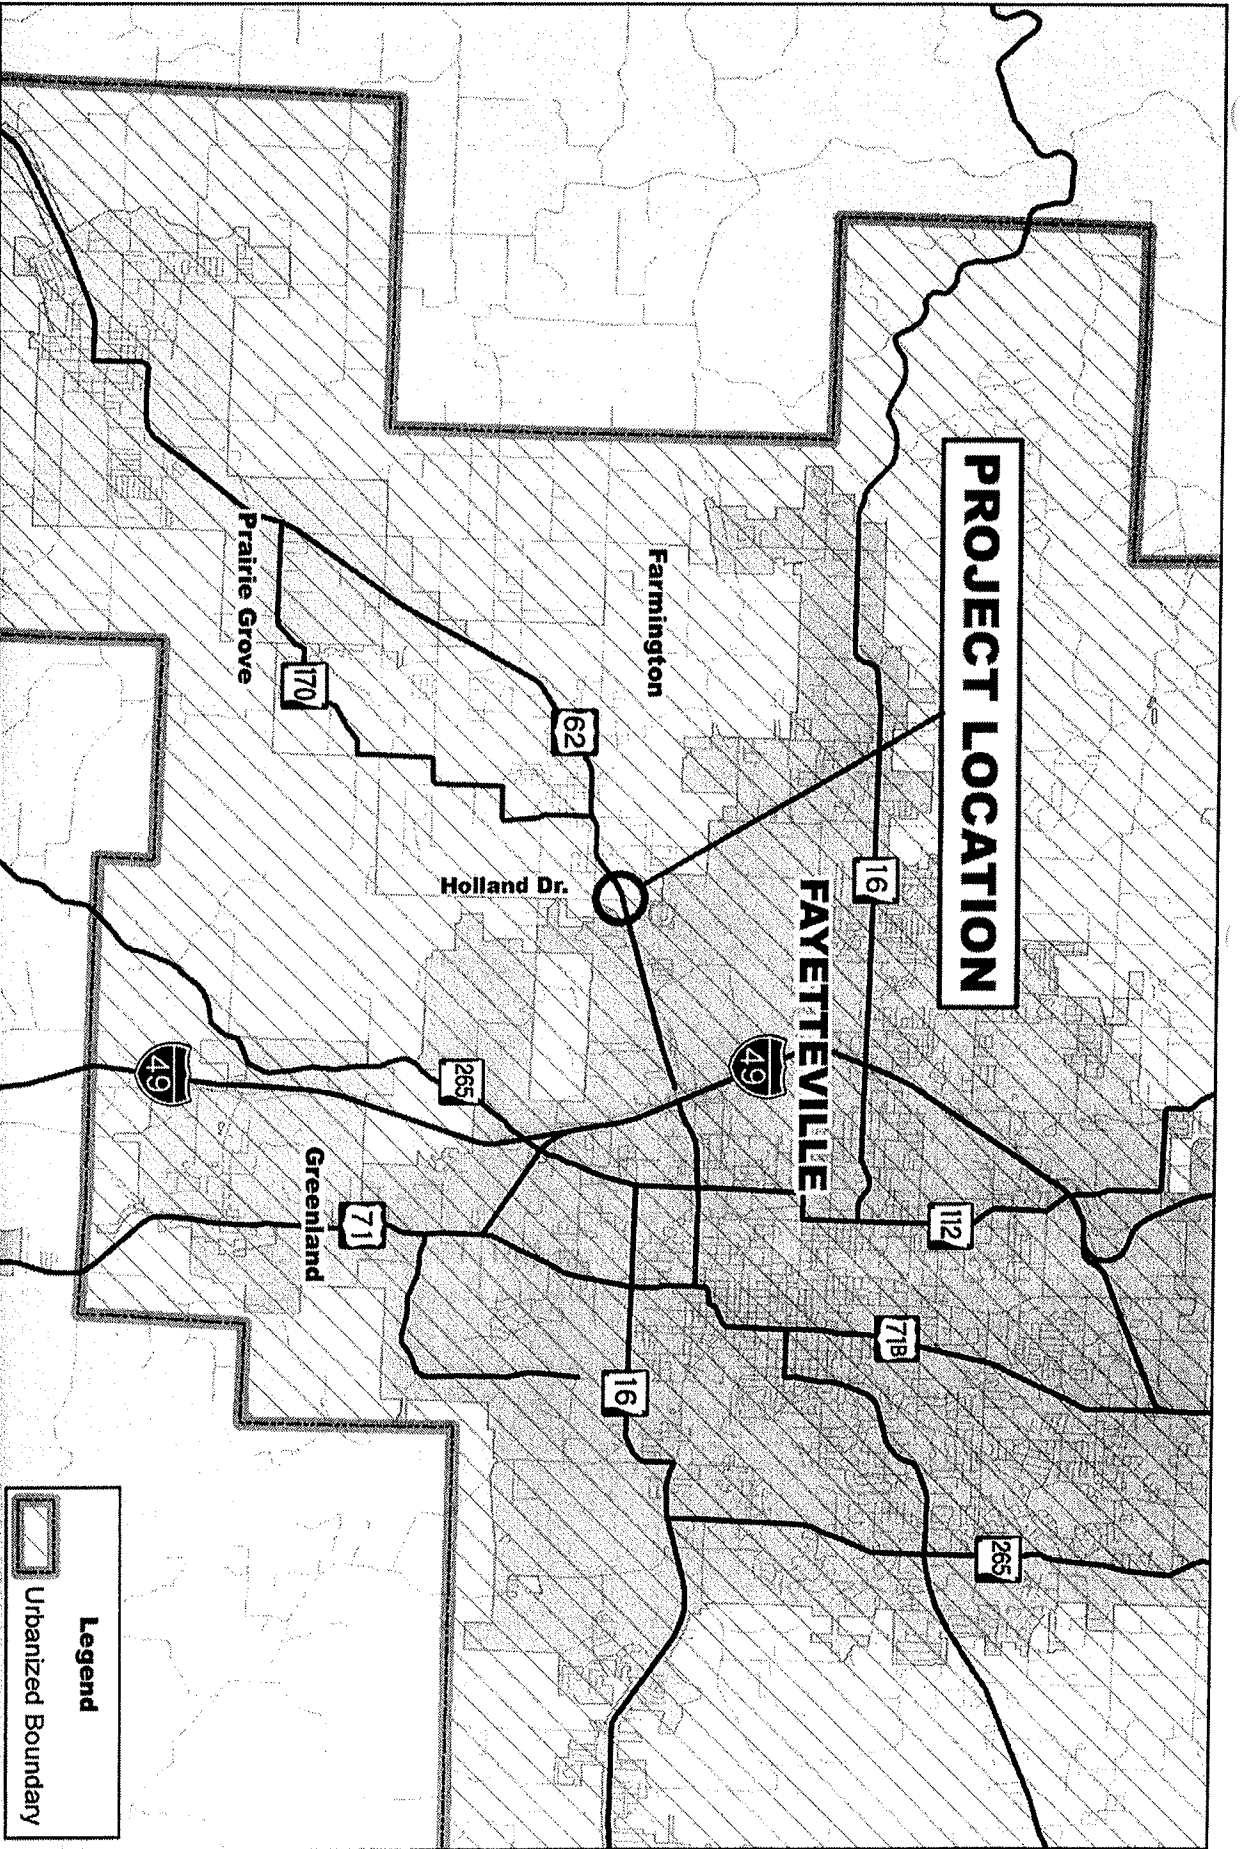 PROJECT LOCATION
16
FAYETTEVILLE
112
71B
265
Farmington
62
49
Holland Dr.
16
Prairie Grove
170
265
Greenland
71
49
Legend
Urbanized Boundary